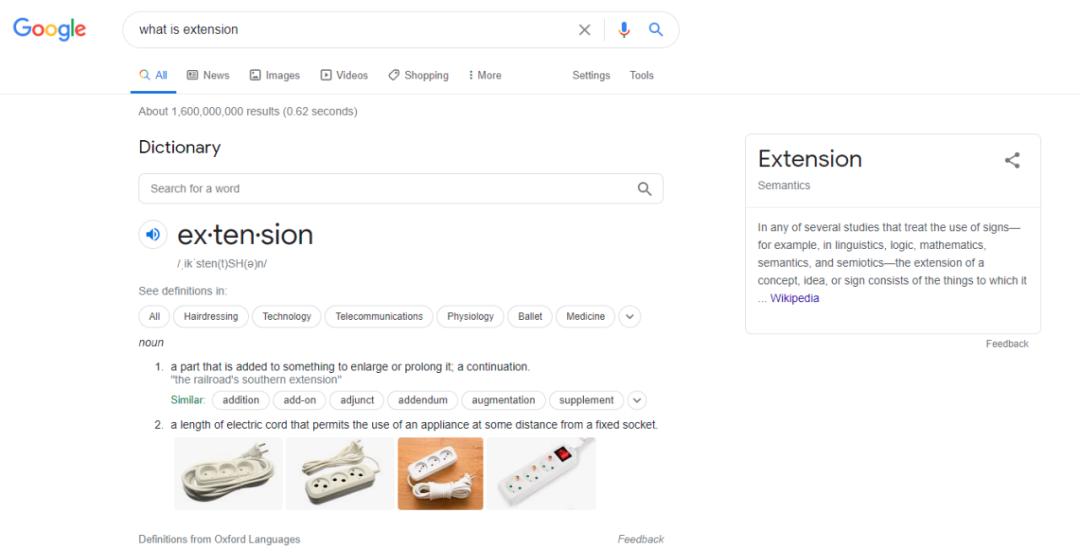 Google
what is extension
All News Images Videos Shopping More Settings Tools
About 1,600,000,000 results (0.62 seconds)
Dictionary
Search for a word
ex·ten·sion
/ˌikˈsten(t)SH(ə)n/
See definitions in:
All Hairdressing Technology Telecommunications Physiology Ballet Medicine
noun
1. a part that is added to something to enlarge or prolong it; a continuation.
"the railroad's southern extension"
Similar: addition add-on adjunct addendum augmentation supplement
2. a length of electric cord that permits the use of an appliance at some distance from a fixed socket.
Definitions from Oxford Languages
Feedback
Extension
Semantics
In any of several studies that treat the use of signs—
for example, in linguistics, logic, mathematics,
semantics, and semiotics—the extension of a
concept, idea, or sign consists of the things to which it
... Wikipedia
Feedback